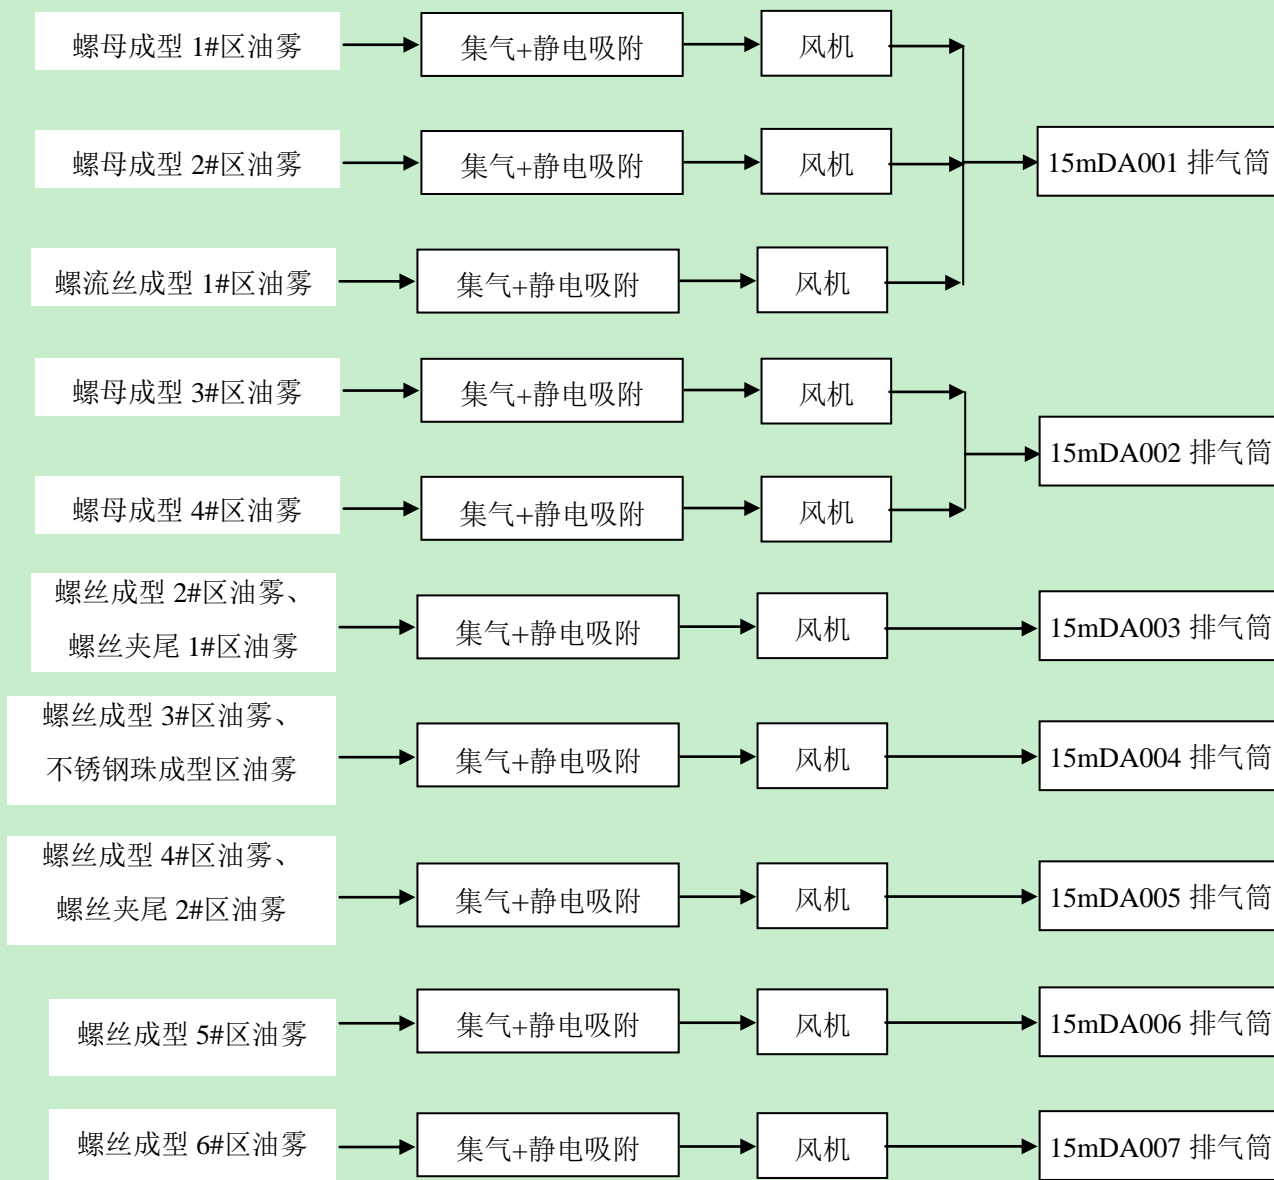 螺母成型 1#区油雾
集气+静电吸附
风机
螺母成型 2#区油雾
集气+静电吸附
风机
15mDA001 排气筒
螺流丝成型 1#区油雾
集气+静电吸附
风机
螺母成型 3#区油雾
集气+静电吸附
风机
15mDA002 排气筒
螺母成型 4#区油雾
集气+静电吸附
风机
螺丝成型 2#区油雾、
螺丝夹尾 1#区油雾
集气+静电吸附
风机
15mDA003 排气筒
螺丝成型 3#区油雾、
不锈钢珠成型区油雾
集气+静电吸附
风机
15mDA004 排气筒
螺丝成型 4#区油雾、
螺丝夹尾 2#区油雾
集气+静电吸附
风机
15mDA005 排气筒
螺丝成型 5#区油雾
集气+静电吸附
风机
15mDA006 排气筒
螺丝成型 6#区油雾
集气+静电吸附
风机
15mDA007 排气筒